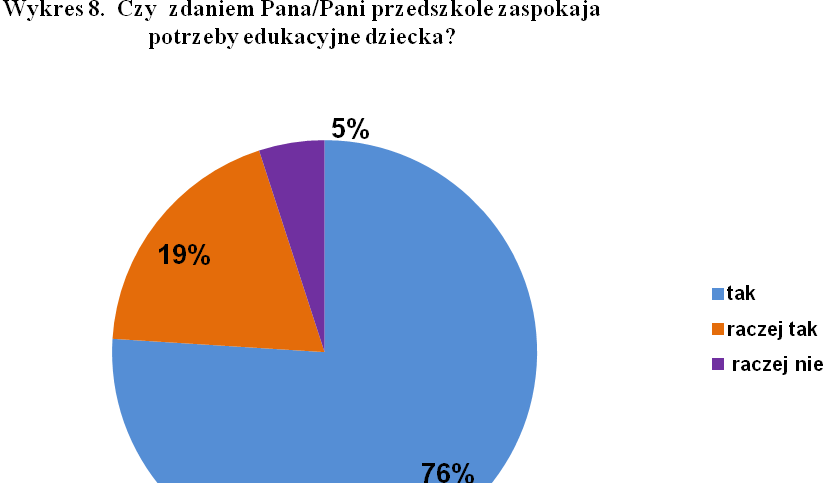 Wykres 8. Czy zdaniem Pana/Pani przedszkole zaspokaja
potrzeby edukacyjne dziecka?
5%
19%
76%
tak
raczej tak
raczej nie